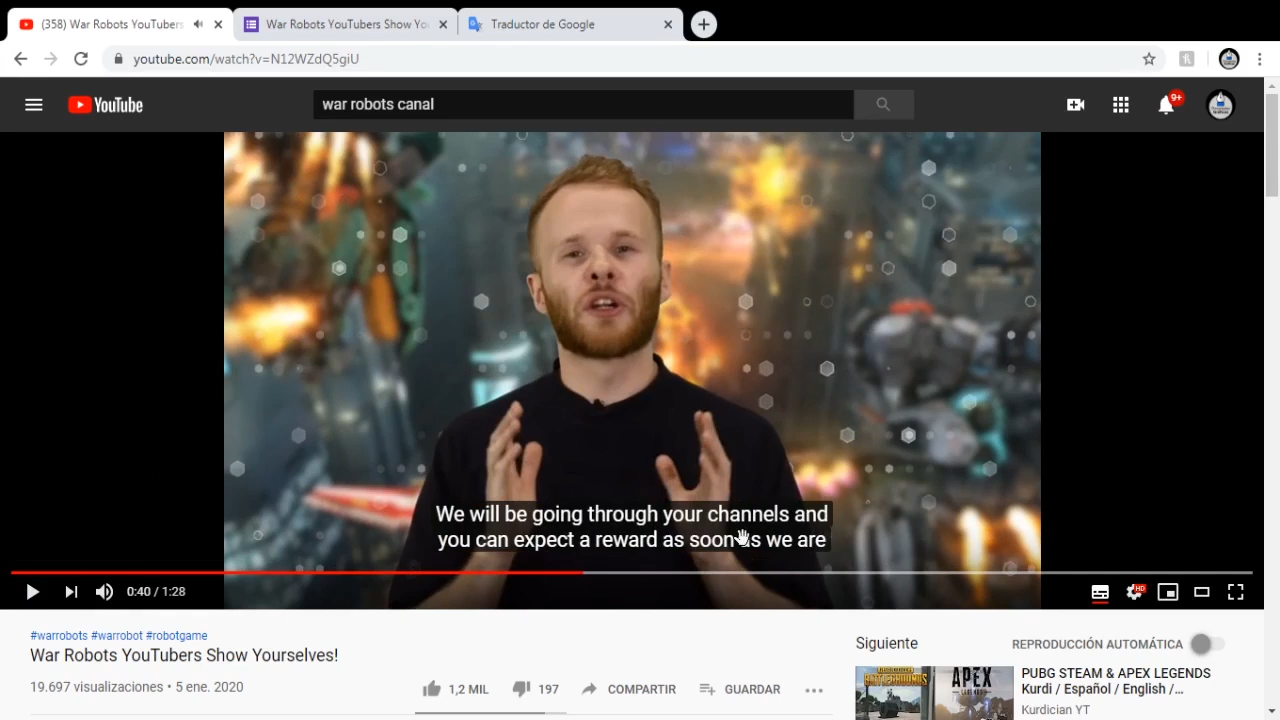 (358) War Robots YouTubers
War Robots YouTubers Show Yo
Traductor de Google
youtube.com/watch?v=N12WZdQ5giU
YouTube
war robots canal
9+
We will be going through your channels and
you can expect a reward as soon as we are
0:40 / 1:28
HD
#warrobots #warrobot #robotgame
War Robots YouTubers Show Yourselves!
19.697 visualizaciones • 5 ene. 2020
1,2 MIL
197
COMPARTIR
GUARDAR
Siguiente
REPRODUCCIÓN AUTOMÁTICA
APEX
PUBG STEAM & APEX LEGENDS
Kurdi / Español / English /...
Kurdician YT